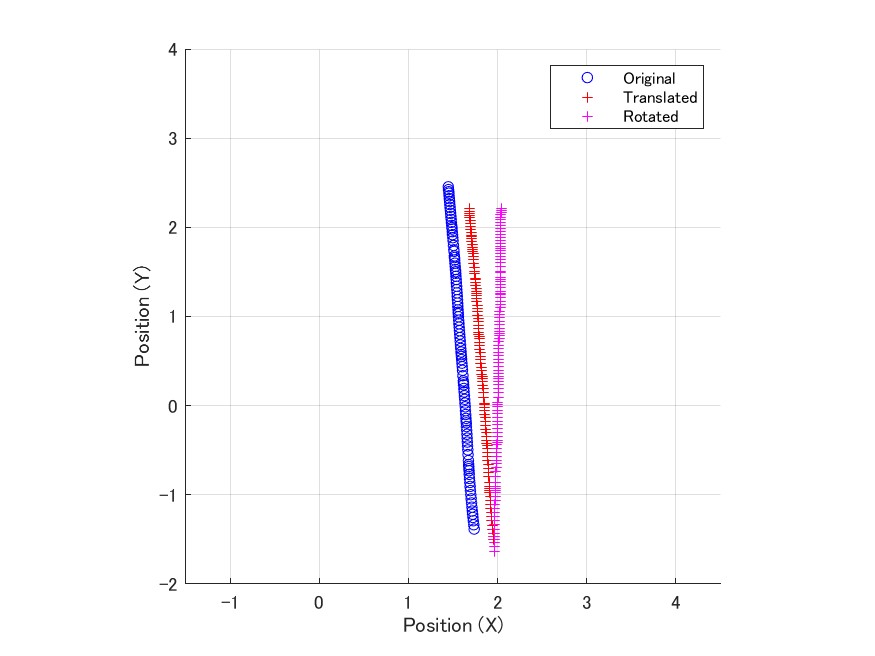 4
3
2
1
0
−1
−2
Position (Y)
−1 0 1 2 3 4
Position (X)
Original
Translated
Rotated